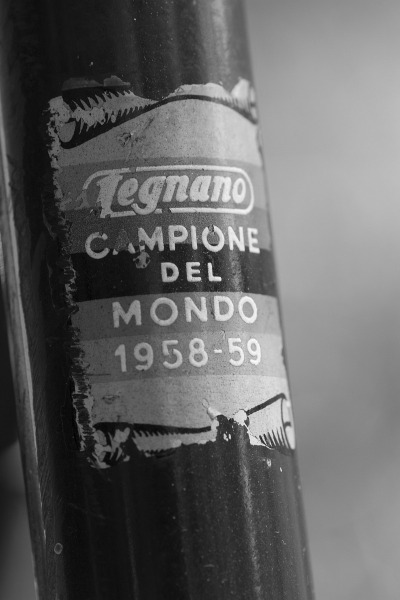 Legnano
CAMPIONE
DEL
MONDO
1958-59